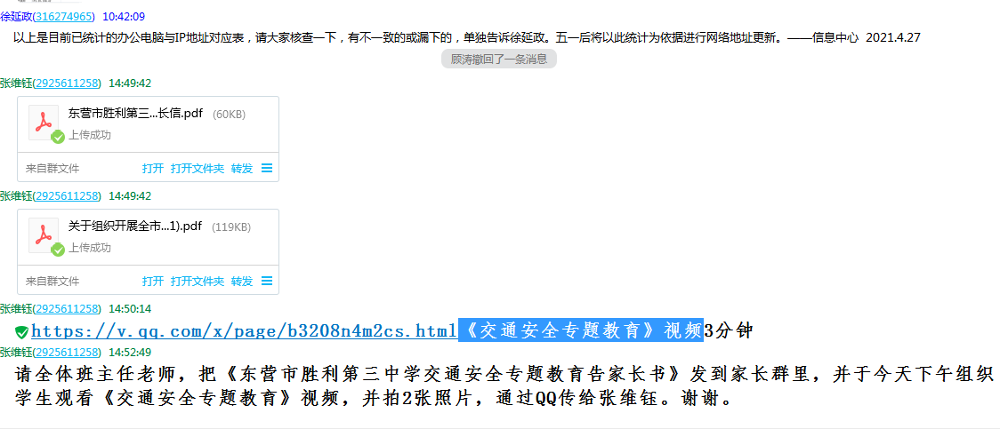 徐延政(316274965) 10:42:09
以上是目前已统计的办公电脑与IP地址对应表，请大家核查一下，有不一致的或漏下的，单独告诉徐延政。五一后将以此统计为依据进行网络地址更新。——信息中心 2021.4.27
顾涛撤回了一条消息
张维钰(2925611258) 14:49:42
东营市胜利第三...长信.pdf (60KB)
上传成功
来自群文件 打开 打开文件夹 转发
张维钰(2925611258) 14:49:42
关于组织开展全市...1).pdf (119KB)
上传成功
来自群文件 打开 打开文件夹 转发
张维钰(2925611258) 14:50:14
https://v.qq.com/x/page/b3208n4m2cs.html《交通安全专题教育》视频3分钟
张维钰(2925611258) 14:52:49
请全体班主任老师，把《东营市胜利第三中学交通安全专题教育告家长书》发到家长群里，并于今天下午组织
学生观看《交通安全专题教育》视频，并拍2张照片，通过QQ传给张维钰。谢谢。